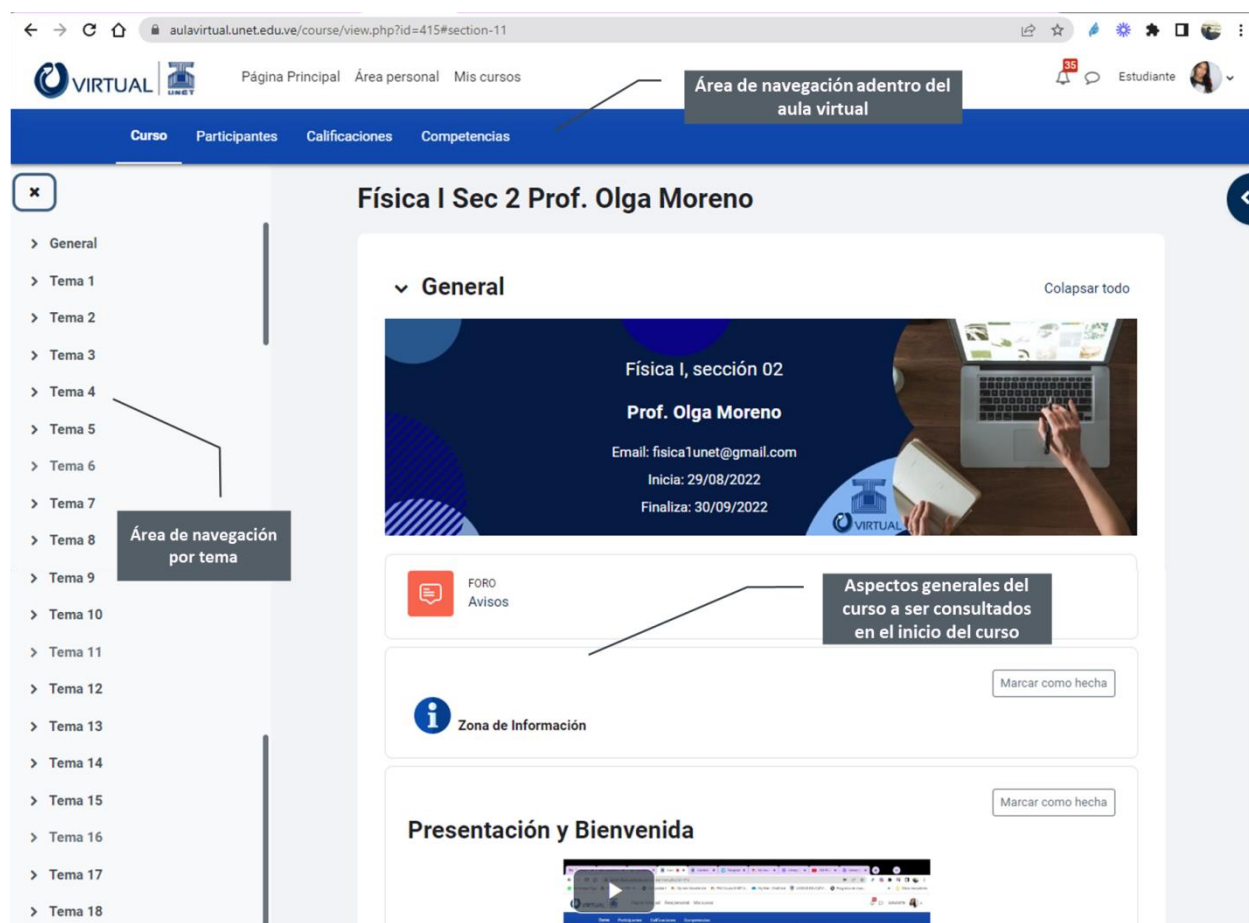 aulavirtual.unet.edu.ve/course/view.php?id=415#section-11
VIRTUAL UNET
Página Principal Área personal Mis cursos
35
Estudiante
Área de navegación adentro del
aula virtual
Curso Participantes Calificaciones Competencias
Física I Sec 2 Prof. Olga Moreno
General
Tema 1
Tema 2
Tema 3
Tema 4
Tema 5
Tema 6
Tema 7
Tema 8
Tema 9
Tema 10
Tema 11
Tema 12
Tema 13
Tema 14
Tema 15
Tema 16
Tema 17
Tema 18
Área de navegación
por tema
General
Colapsar todo
Física I, sección 02
Prof. Olga Moreno
Email: fisica1unet@gmail.com
Inicia: 29/08/2022
Finaliza: 30/09/2022
VIRTUAL
FORO
Avisos
Aspectos generales del
curso a ser consultados
en el inicio del curso
Marcar como hecha
Zona de Información
Marcar como hecha
Presentación y Bienvenida